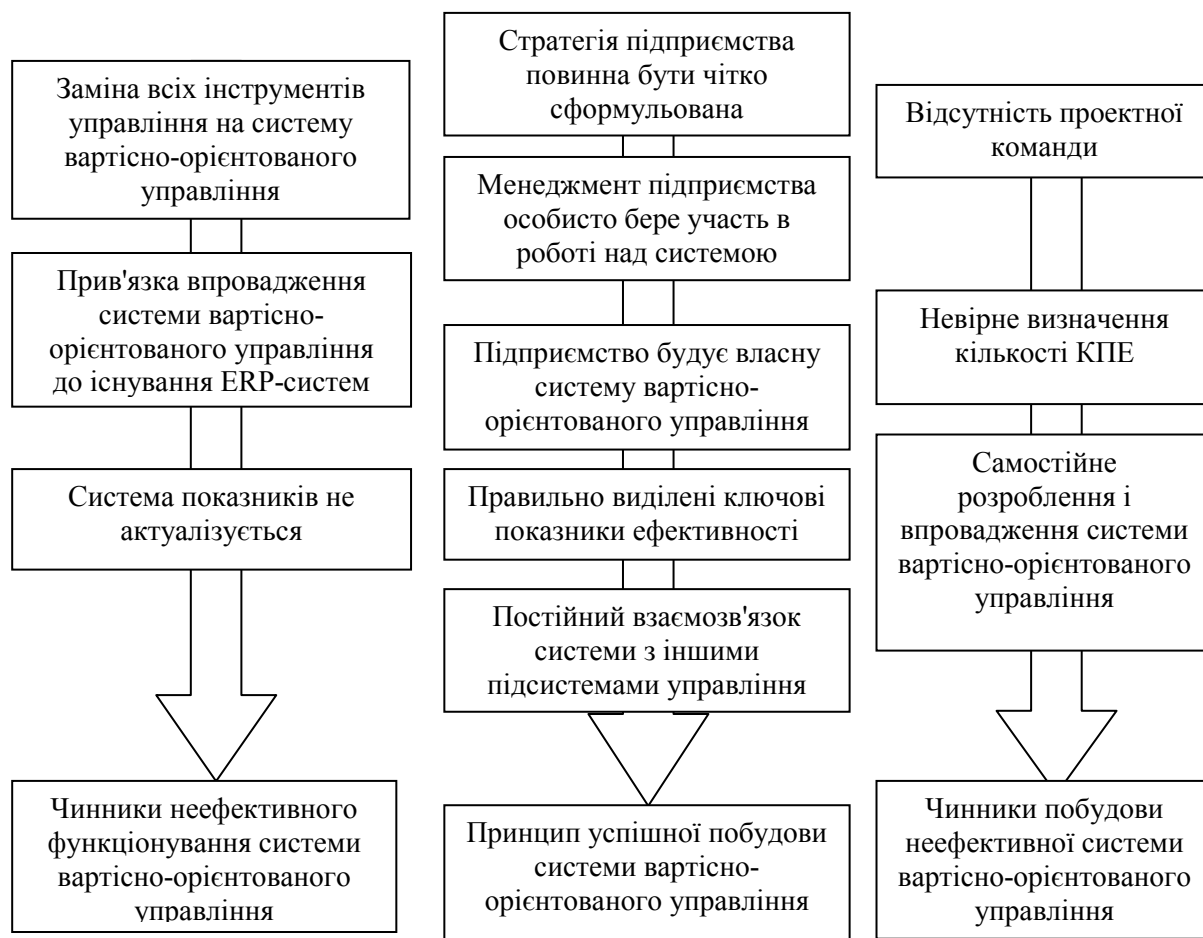 Заміна всіх інструментів
управління на систему
вартісно-орієнтованого
управління
Прив'язка впровадження
системи вартісно-
орієнтованого управління
до існування ERP-систем
Система показників не
актуалізується
Чинники неефективного
функціонування системи
вартісно-орієнтованого
управління
Стратегія підприємства
повинна бути чітко
сформульована
Менеджмент підприємства
особисто бере участь в
роботі над системою
Підприємство будує власну
систему вартісно-
орієнтованого управління
Правильно виділені ключові
показники ефективності
Постійний взаємозв'язок
системи з іншими
підсистемами управління
Принцип успішної побудови
системи вартісно-
орієнтованого управління
Відсутність проектної
команди
Невірне визначення
кількості КПЕ
Самостійне
розроблення і
впровадження системи
вартісно-орієнтованого
управління
Чинники побудови
неефективної системи
вартісно-орієнтованого
управління